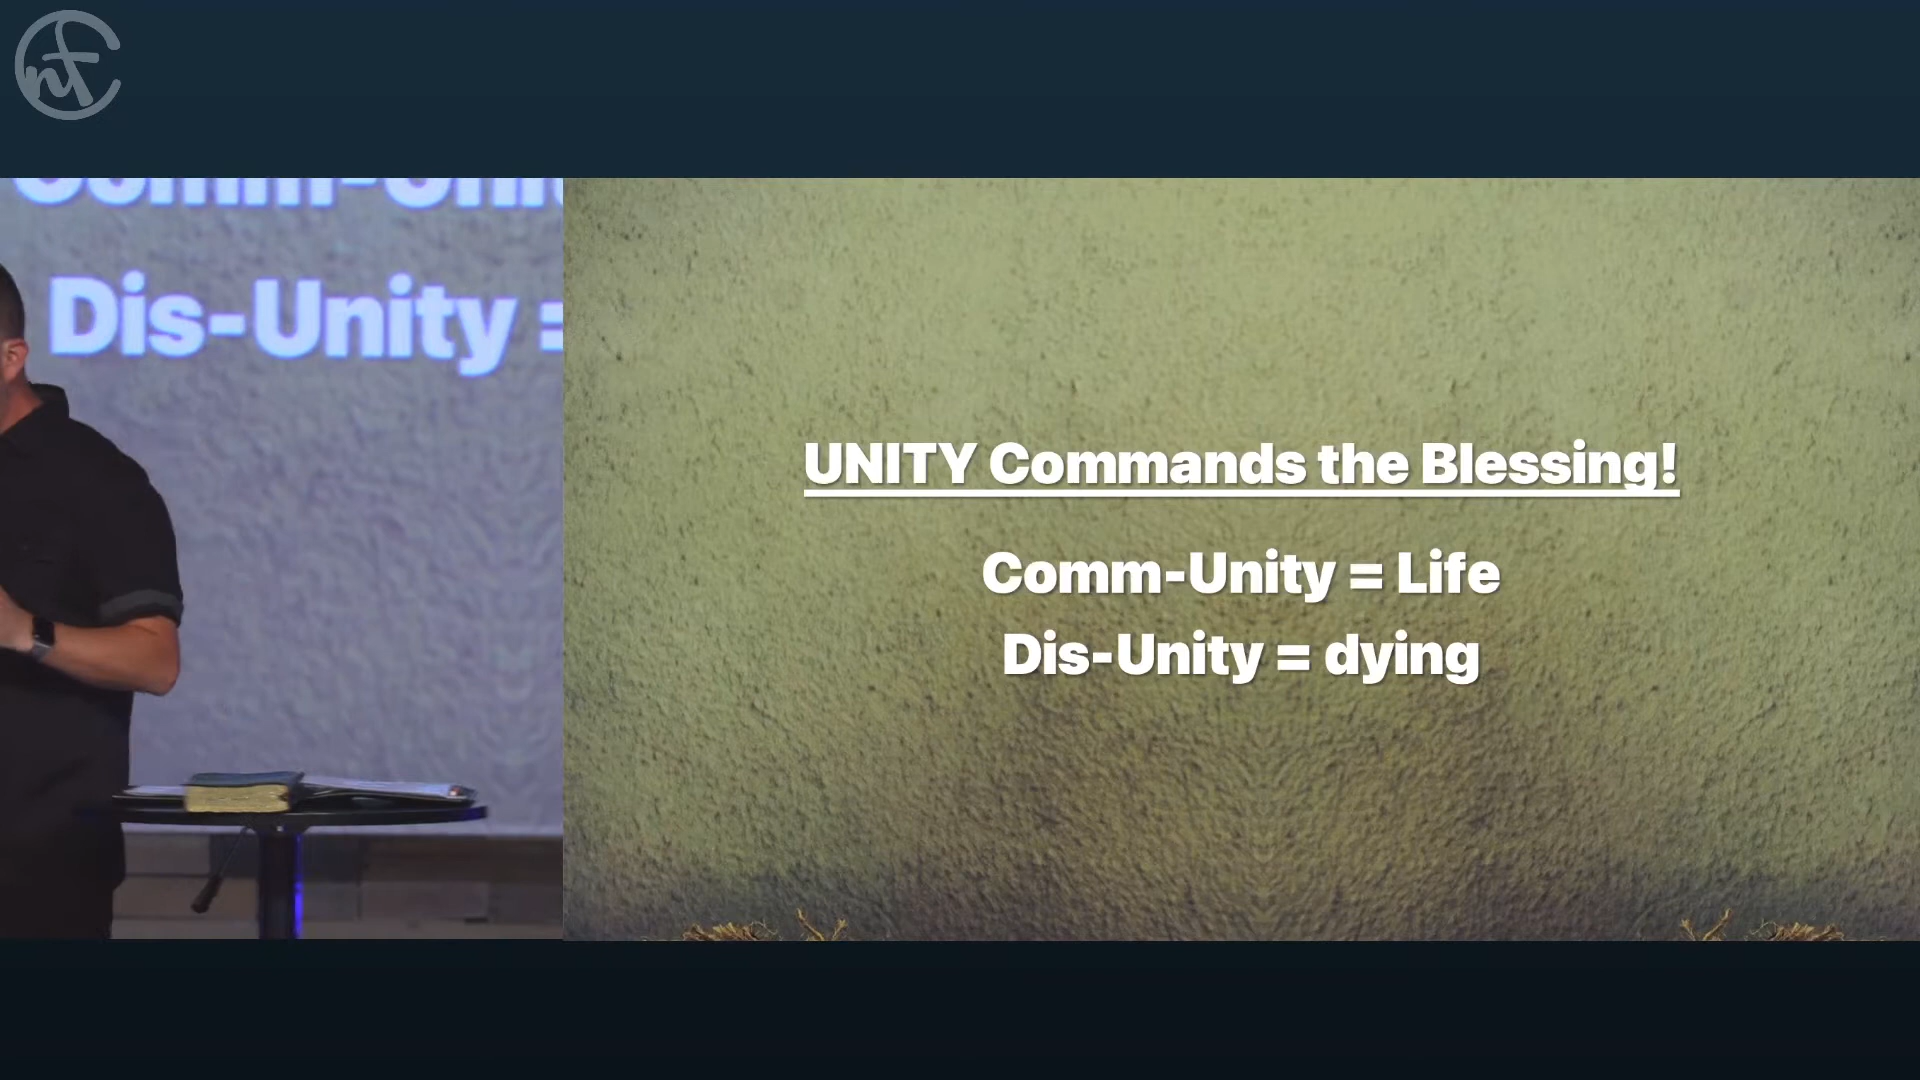 Dis-Unity =
UNITY Commands the Blessing!
Comm-Unity = Life
Dis-Unity = dying